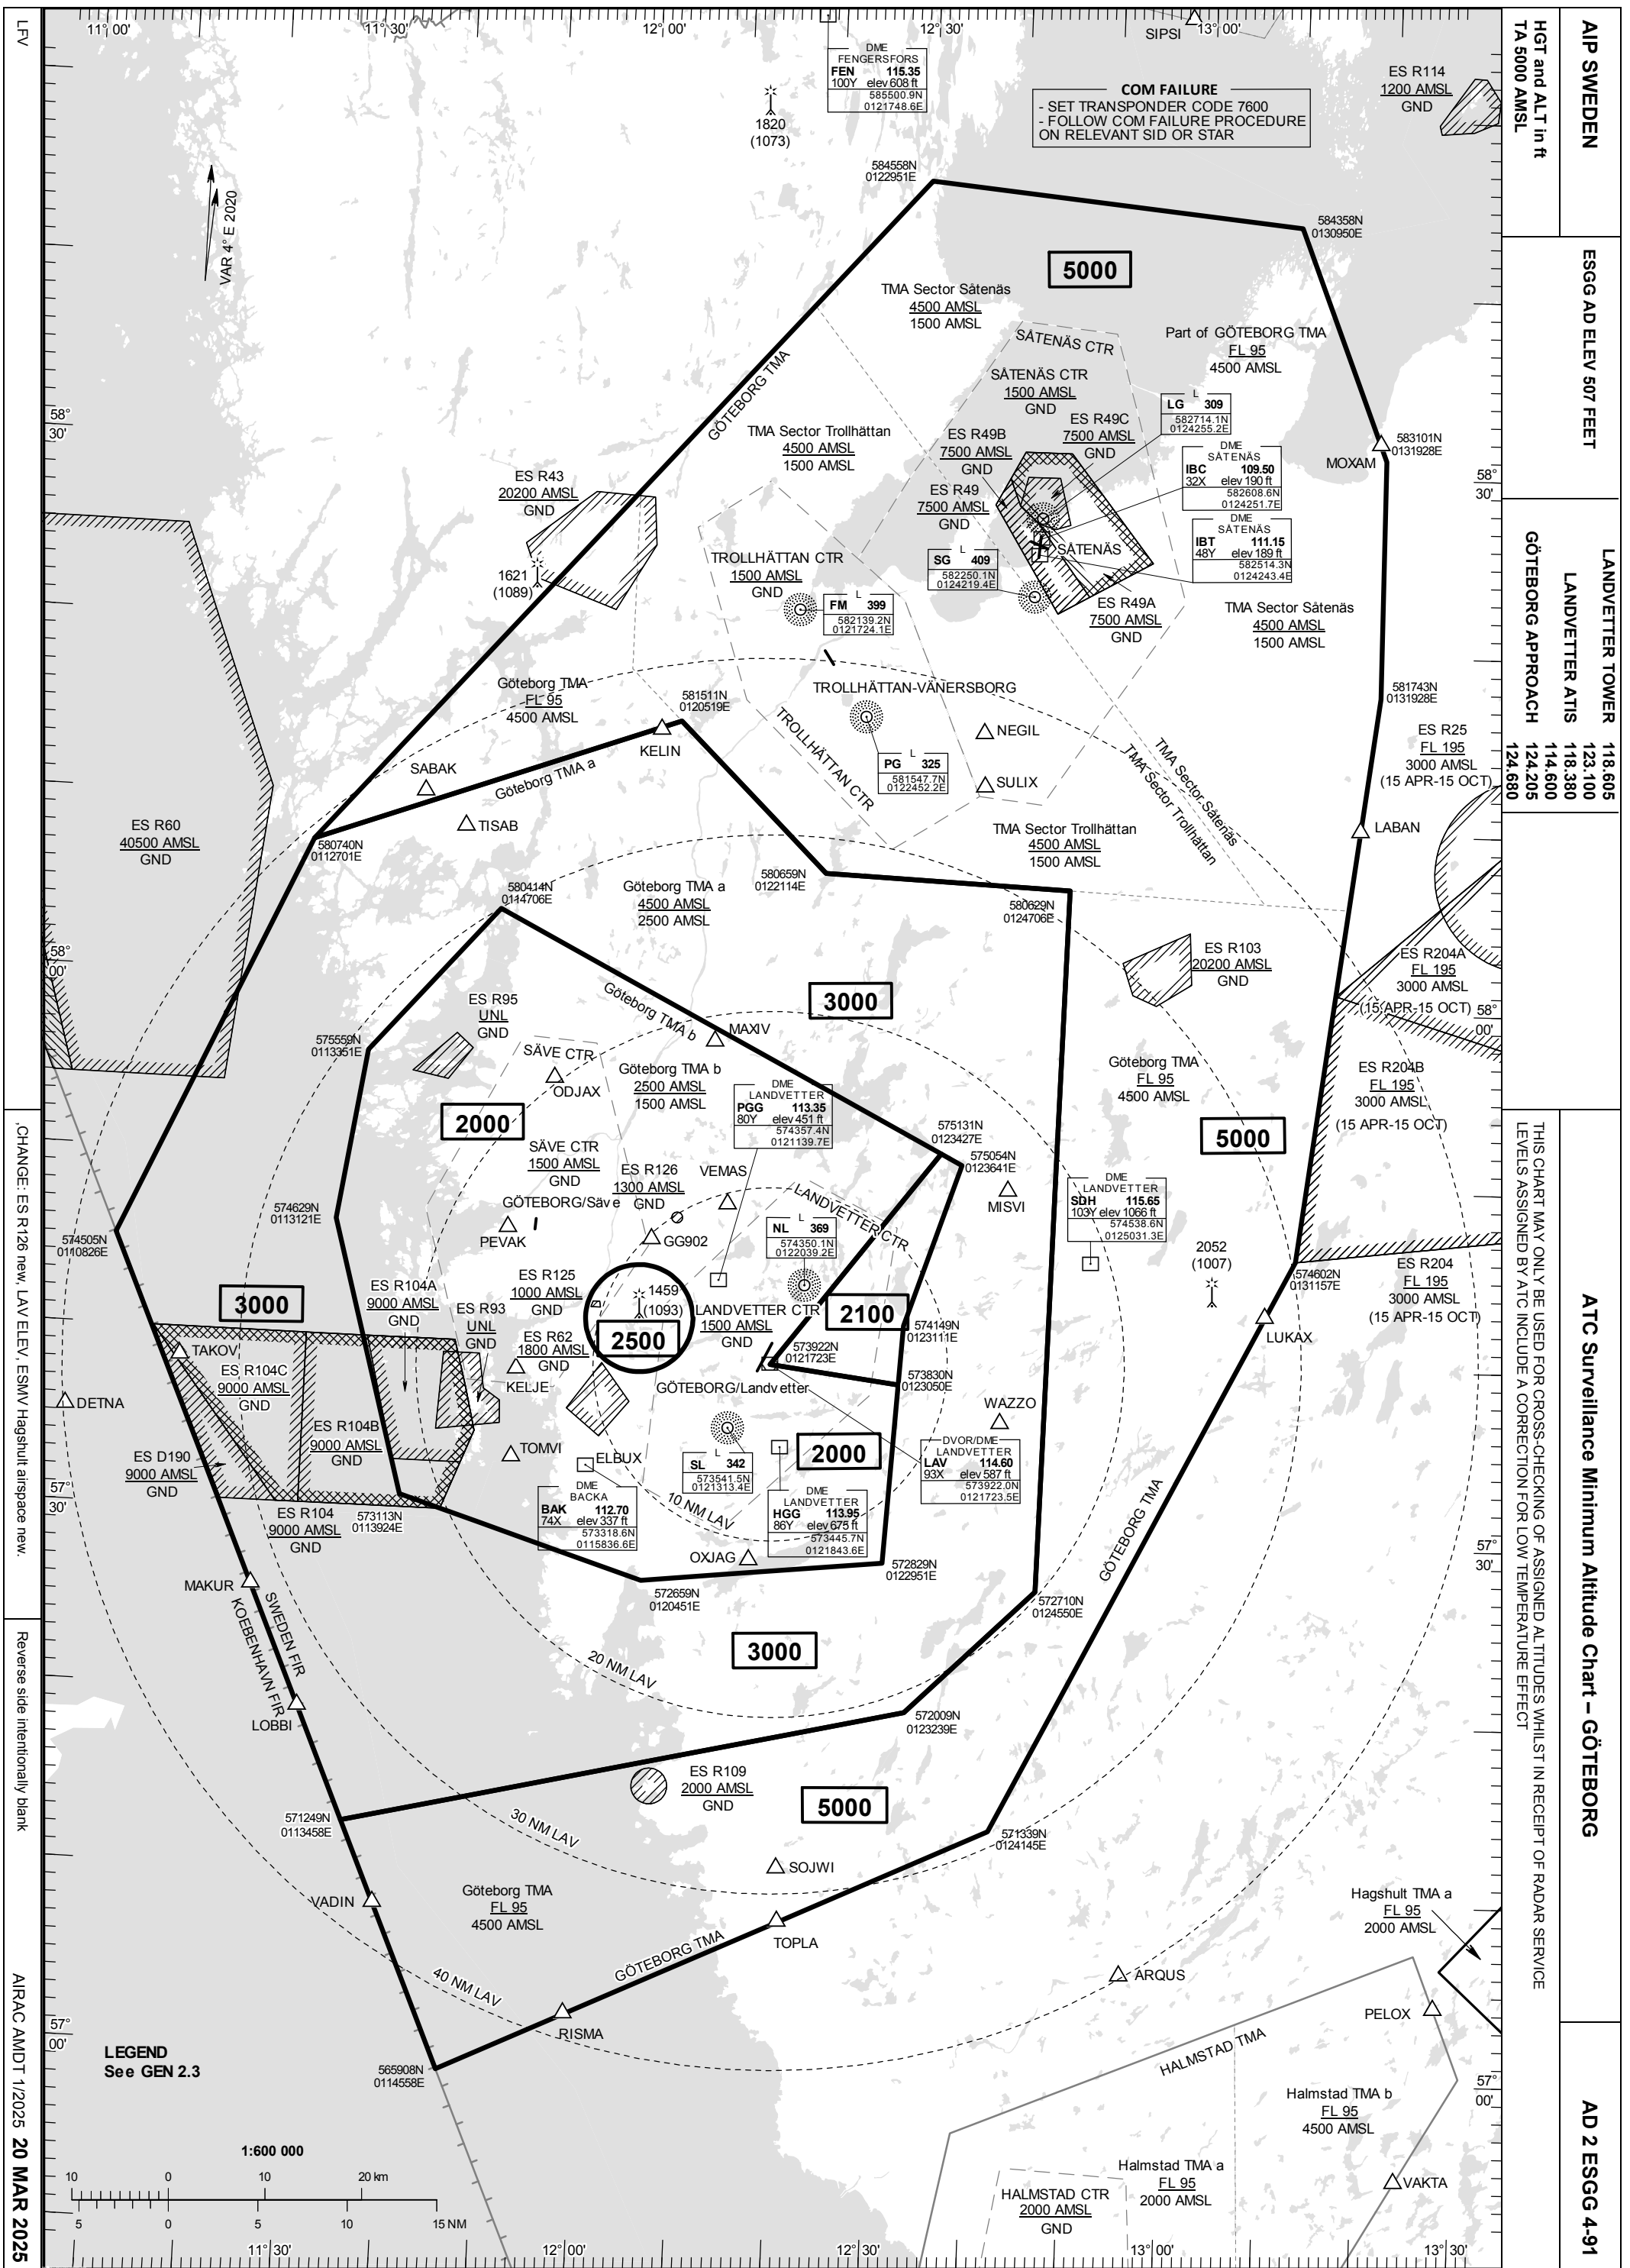 AIP SWEDEN
ESGG AD ELEV 507 FEET
LANDVETTER TOWER 118.605
123.100
LANDVETTER ATIS 118.380
114.600
GÖTEBORG APPROACH 124.205
124.680
HGT and ALT in ft
TA 5000 AMSL
ATC Surveillance Minimum Altitude Chart – GÖTEBORG
AD 2 ESGG 4-91
THIS CHART MAY ONLY BE USED FOR CROSS-CHECKING OF ASSIGNED ALTITUDES WHILST IN RECEIPT OF RADAR SERVICE
LEVELS ASSIGNED BY ATC INCLUDE A CORRECTION FOR LOW TEMPERATURE EFFECT
11° 00'
11° 30'
12° 00'
12° 30'
13° 00'
SIPSI
DME
FENGERSFORS
FEN 115.35
100Y elev 608 ft
585500.9N
0121748.6E
1820
(1073)
COM FAILURE
- SET TRANSPONDER CODE 7600
- FOLLOW COM FAILURE PROCEDURE
ON RELEVANT SID OR STAR
ES R114
1200 AMSL
GND
VAR 4° E 2020
584558N
0122951E
584358N
0130950E
5000
TMA Sector Såtenäs
4500 AMSL
1500 AMSL
Part of GÖTEBORG TMA
FL 95
4500 AMSL
SÅTENÄS CTR
SÅTENÄS CTR
1500 AMSL
GND
GÖTEBORG TMA
TMA Sector Trollhättan
4500 AMSL
1500 AMSL
ES R49B
7500 AMSL
GND
ES R49C
7500 AMSL
GND
L
LG 309
582714.1N
0124255.2E
DME
SÅTENÄS
IBC 109.50
32X elev 190 ft
582608.6N
0124251.7E
DME
SÅTENÄS
IBT 111.15
48Y elev 189 ft
582514.3N
0124243.4E
583101N
0131928E
MOXAM
58°
30'
58°
30'
ES R43
20200 AMSL
GND
ES R49
7500 AMSL
GND
SÅTENÄS
L
SG 409
582250.1N
0124219.4E
1621
(1089)
TROLLHÄTTAN CTR
1500 AMSL
GND
L
FM 399
582139.2N
0121724.1E
ES R49A
7500 AMSL
GND
TMA Sector Såtenäs
4500 AMSL
1500 AMSL
Göteborg TMA
FL 95
4500 AMSL
581511N
0120519E
KELIN
TROLLHÄTTAN-VÄNERSBORG
TROLLHÄTTAN CTR
L
PG 325
581547.7N
0122452.2E
NEGIL
SULIX
581743N
0131928E
ES R25
FL 195
3000 AMSL
(15 APR-15 OCT)
SABAK
Göteborg TMA a
TISAB
TMA Sector Såtenäs
TMA Sector Trollhättan
TMA Sector Trollhättan
4500 AMSL
1500 AMSL
LABAN
ES R60
40500 AMSL
GND
580740N
0112701E
580414N
0114706E
Göteborg TMA a
4500 AMSL
2500 AMSL
580659N
0122114E
580629N
0124706E
ES R103
20200 AMSL
GND
ES R204A
FL 195
3000 AMSL
(15 APR-15 OCT)
58°
00'
58°
00'
3000
ES R95
UNL
GND
Göteborg TMA b
MAXIV
575559N
0113351E
SÄVE CTR
ODJAX
Göteborg TMA b
2500 AMSL
1500 AMSL
2000
DME
LANDVETTER
PGG 113.35
80Y elev 451 ft
574357.4N
0121139.7E
575131N
0123427E
575054N
0123641E
MISVI
Göteborg TMA
FL 95
4500 AMSL
5000
ES R204B
FL 195
3000 AMSL
(15 APR-15 OCT)
SÄVE CTR
1500 AMSL
GND
GÖTEBORG/Säve
ES R126
1300 AMSL
GND
VEMAS
PEVAK
GG902
LANDVETTER CTR
L
NL 369
574350.1N
0122039.2E
DME
LANDVETTER
SDH 115.65
103Y elev 1066 ft
574538.6N
0125031.3E
574629N
0113121E
574505N
0110826E
2052
(1007)
574602N
0131157E
LUKAX
ES R204
FL 195
3000 AMSL
(15 APR-15 OCT)
3000
ES R104A
9000 AMSL
GND
ES R93
UNL
GND
ES R125
1000 AMSL
GND
1459
(1093)
2500
ES R62
1800 AMSL
GND
KELJE
LANDVETTER CTR
1500 AMSL
GND
2100
573922N
0121723E
574149N
0123111E
573830N
0123050E
GÖTEBORG/Landvetter
TAKOV
DETNA
ES R104C
9000 AMSL
GND
ES R104B
9000 AMSL
GND
ES D190
9000 AMSL
GND
ES R104
9000 AMSL
GND
573113N
0113924E
TOMVI
ELBUX
DME
BACKA
BAK 112.70
74X elev 337 ft
573318.6N
0115836.6E
L
SL 342
573541.5N
0121313.4E
2000
DME
LANDVETTER
HGG 113.95
86Y elev 675 ft
573445.7N
0121843.6E
DVOR/DME
LANDVETTER
LAV 114.60
93X elev 587 ft
573922.0N
0121723.5E
WAZZO
10 NM LAV
OXJAG
57°
30'
57°
30'
572659N
0120451E
572829N
0122951E
572710N
0124550E
GÖTEBORG TMA
MAKUR
SWEDEN FIR
KOEBENHAVN FIR
LOBBI
3000
20 NM LAV
572009N
0123239E
571249N
0113458E
ES R109
2000 AMSL
GND
5000
30 NM LAV
571339N
0124145E
SOJWI
VADIN
Göteborg TMA
FL 95
4500 AMSL
TOPLA
GÖTEBORG TMA
40 NM LAV
RISMA
ARQUS
Hagshult TMA a
FL 95
2000 AMSL
PELOX
57°
00'
57°
00'
565908N
0114558E
HALMSTAD TMA
Halmstad TMA b
FL 95
4500 AMSL
Halmstad TMA a
FL 95
2000 AMSL
HALMSTAD CTR
2000 AMSL
GND
VAKTA
LEGEND
See GEN 2.3
1:600 000
10 0 10 20 km
5 0 5 10 15 NM
11° 30'
12° 00'
12° 30'
13° 00'
13° 30'
LFV
CHANGE: ES R126 new, LAV ELEV, ESMV Hagshult airspace new.
Reverse side intentionally blank
AIRAC AMDT 1/2025 20 MAR 2025